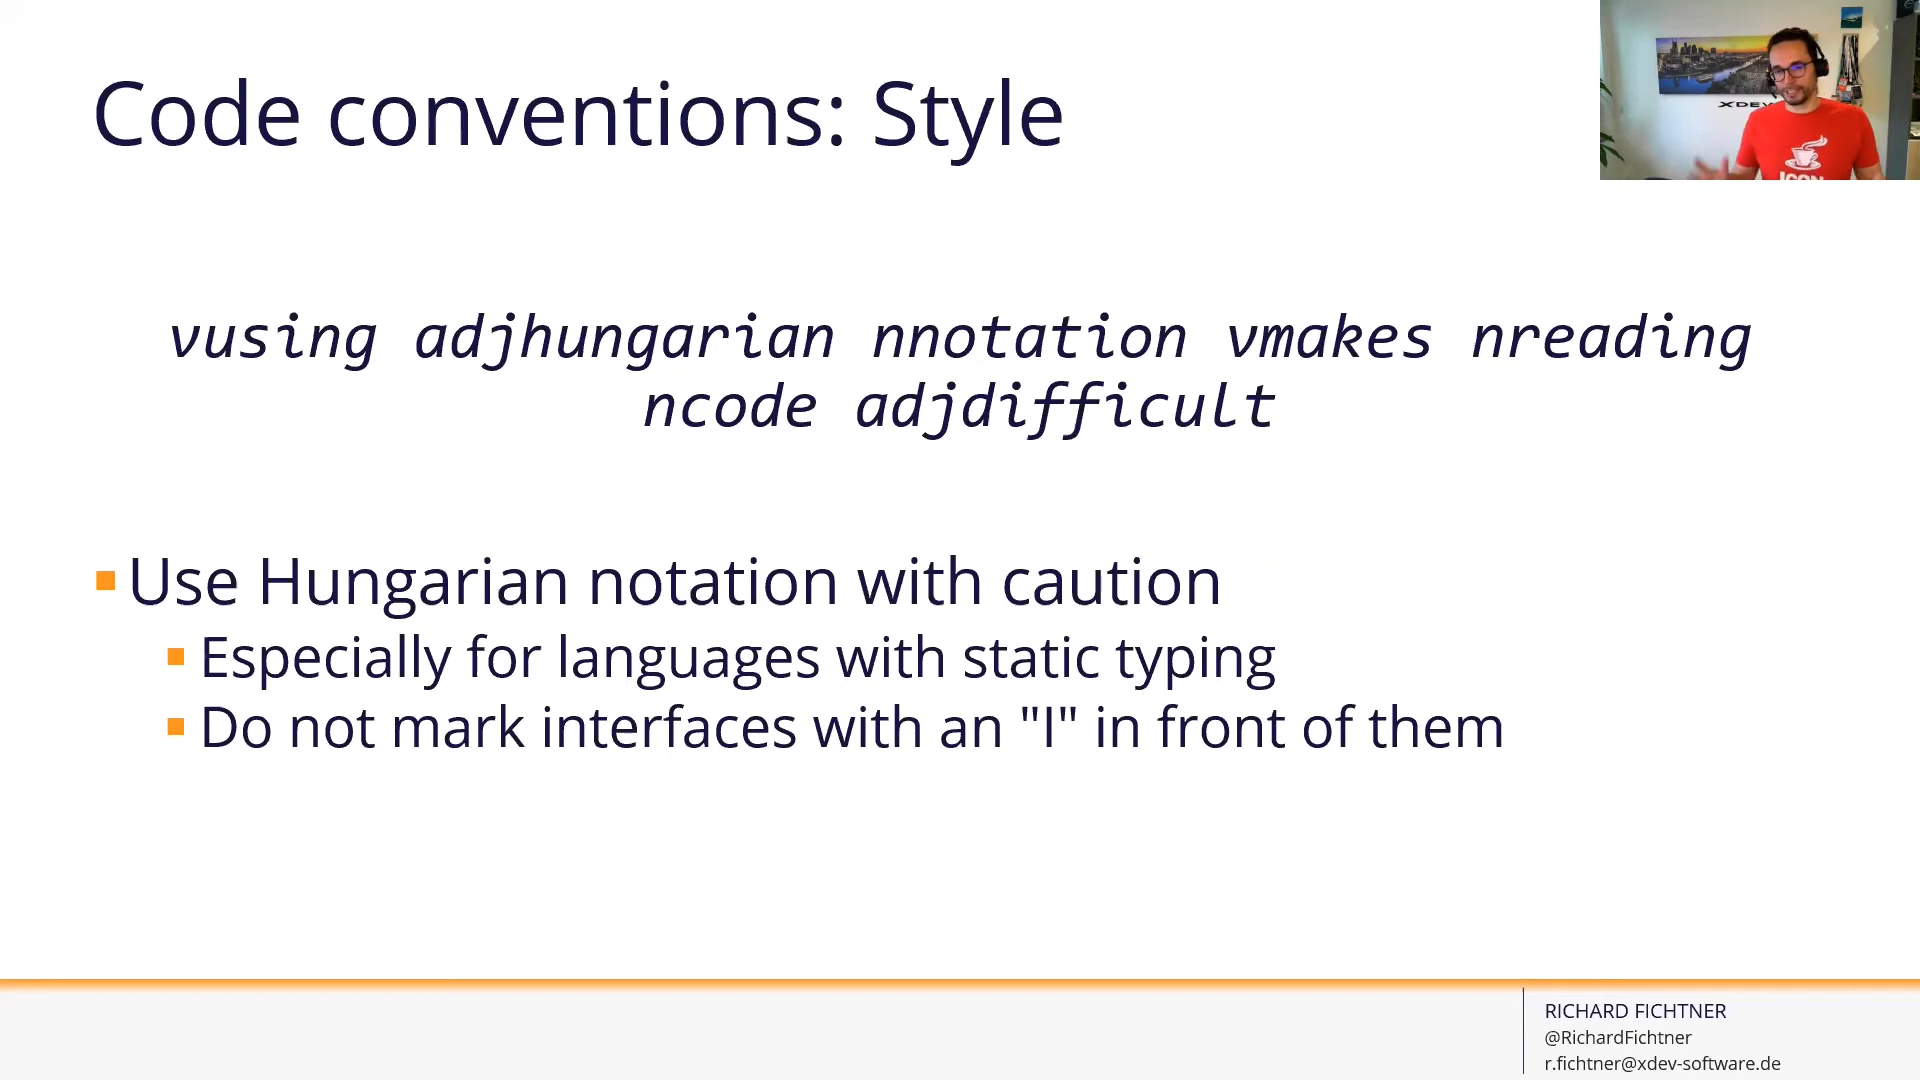 Code conventions: Style
XDEV
ICON
vusing adjhungarian nnotation vmakes nreading
ncode adjdifficult
Use Hungarian notation with caution
Especially for languages with static typing
Do not mark interfaces with an "I" in front of them
RICHARD FICHTNER
@RichardFichtner
r.fichtner@xdev-software.de